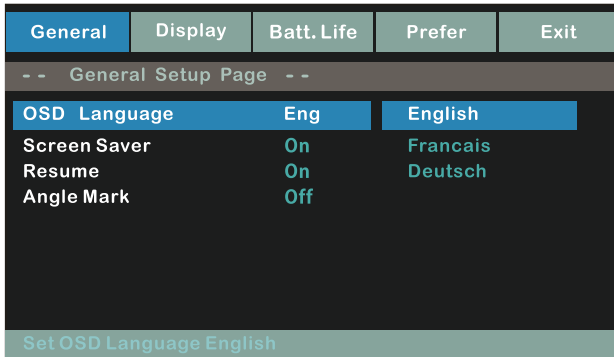 General Display Batt. Life Prefer Exit
-- General Setup Page --
OSD Language Eng English
Screen Saver On Francais
Resume On Deutsch
Angle Mark Off
Set OSD Language English